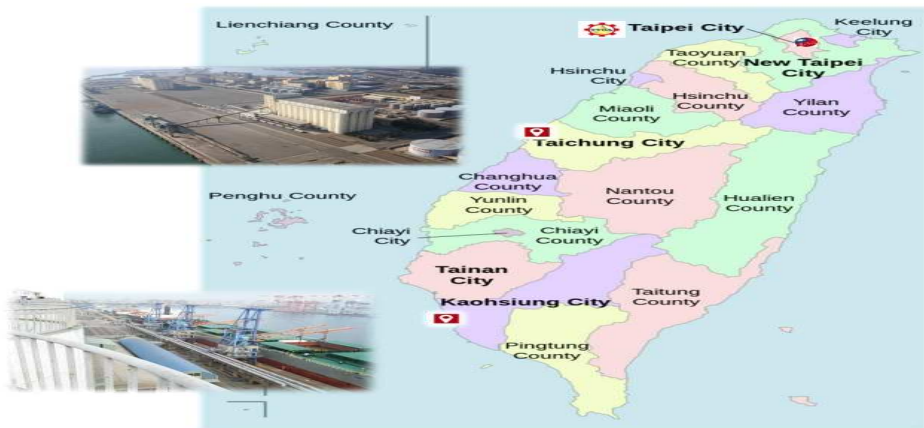 Lienchiang County
Taipei City
Keelung
City
Taoyuan
County
New Taipei
City
Hsinchu
City
Hsinchu
County
Yilan
County
Miaoli
County
Taichung City
Changhua
County
Nantou
County
Hualien
County
Penghu County
Yunlin
County
Chiayi
City
Chiayi
County
Tainan
City
Kaohsiung City
Taitung
County
Pingtung
County